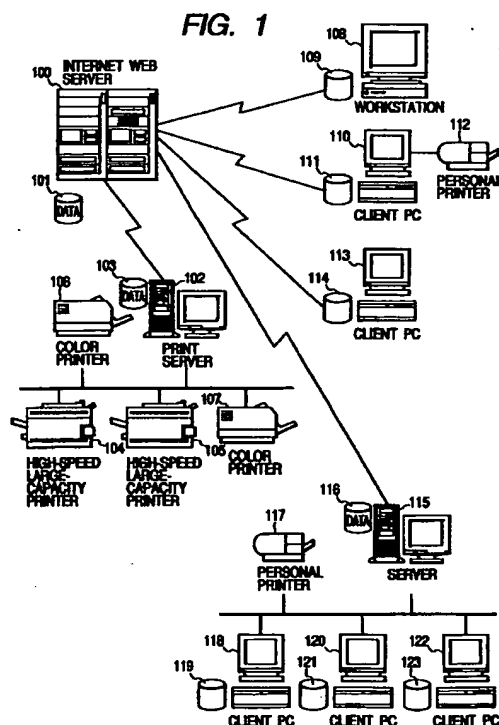 FIG. 1
INTERNET WEB
SERVER
100
101
DATA
108
109
WORKSTATION
110
112
111
CLIENT PC
PERSONAL
PRINTER
113
114
CLIENT PC
103
DATA
102
PRINT
SERVER
106
COLOR
PRINTER
104
HIGH-SPEED
LARGE-
CAPACITY
PRINTER
105
HIGH-SPEED
LARGE-
CAPACITY
PRINTER
107
COLOR
PRINTER
116
DATA
115
SERVER
117
PERSONAL
PRINTER
118
119
CLIENT PC
120
121
CLIENT PC
122
123
CLIENT PC